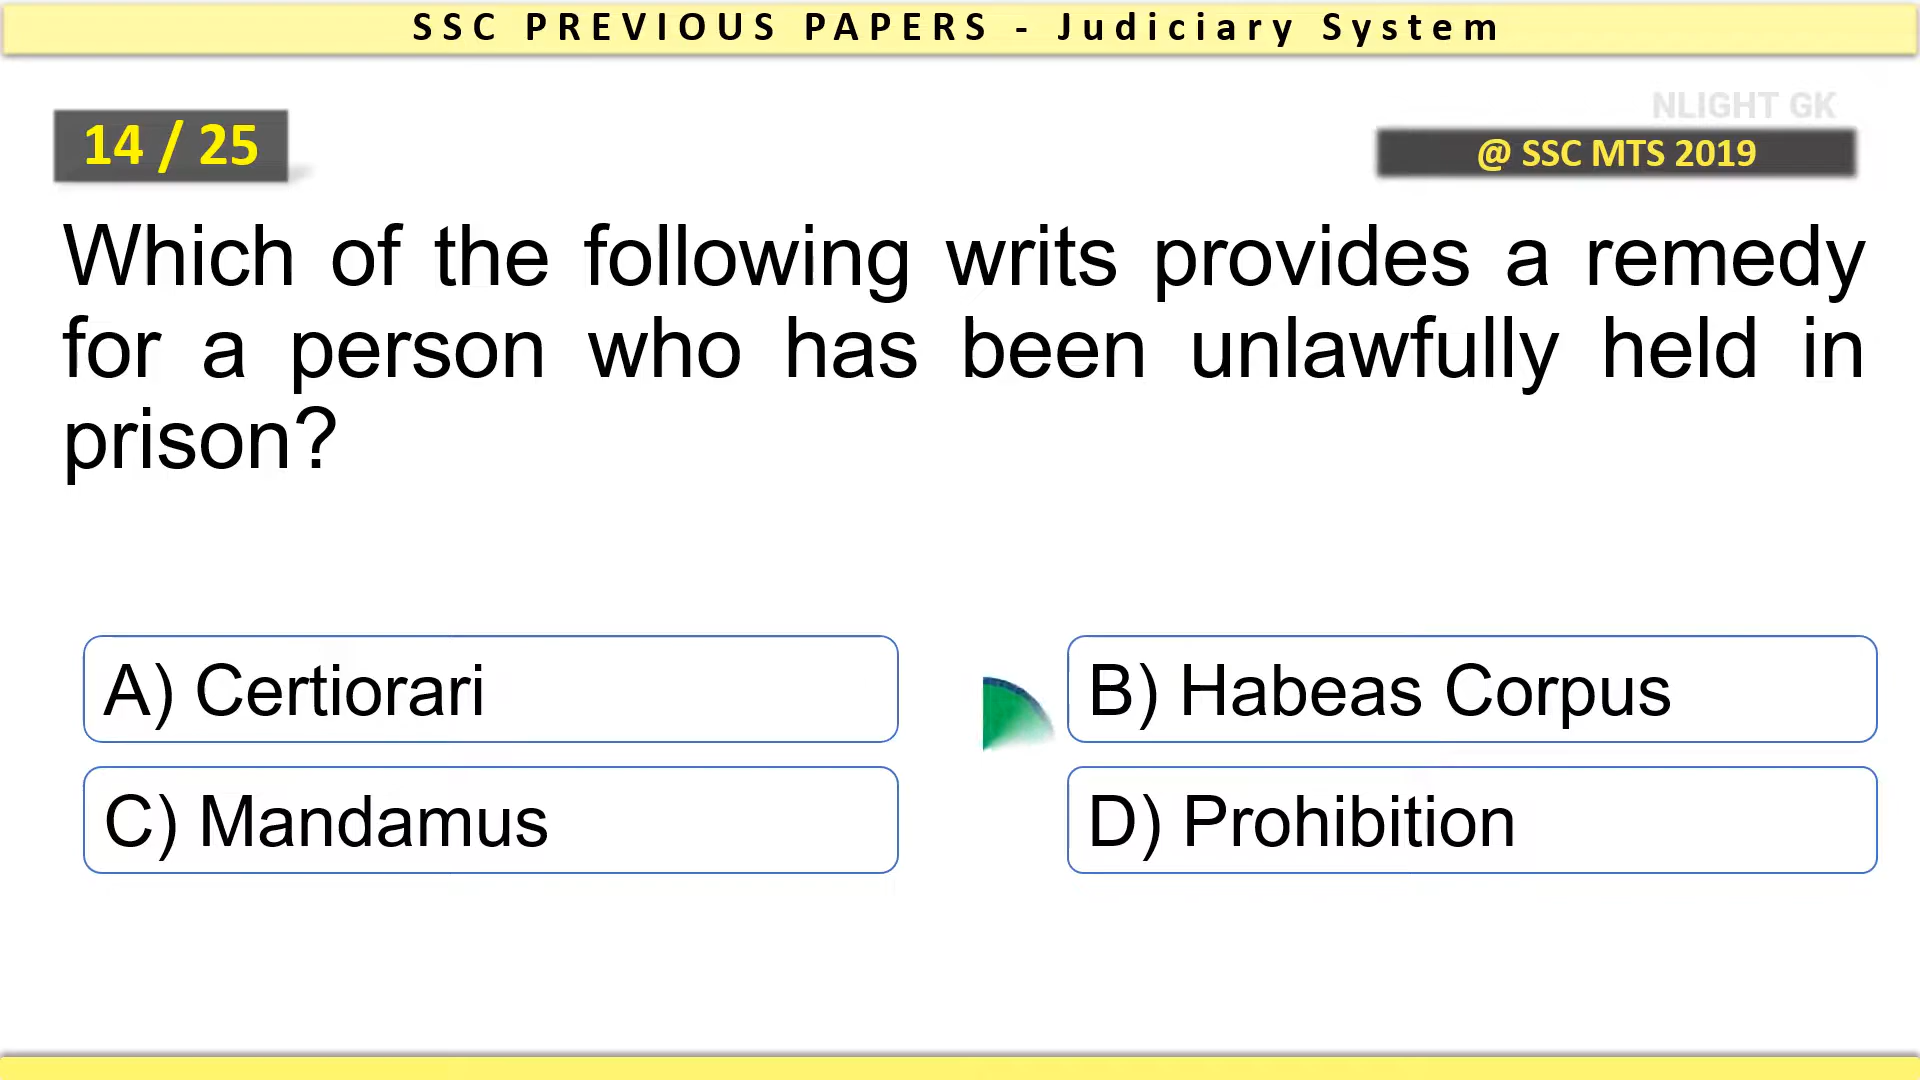 SSC PREVIOUS PAPERS - Judiciary System
NLIGHT GK
14 / 25
@ SSC MTS 2019
Which of the following writs provides a remedy
for a person who has been unlawfully held in
prison?
A) Certiorari
B) Habeas Corpus
C) Mandamus
D) Prohibition